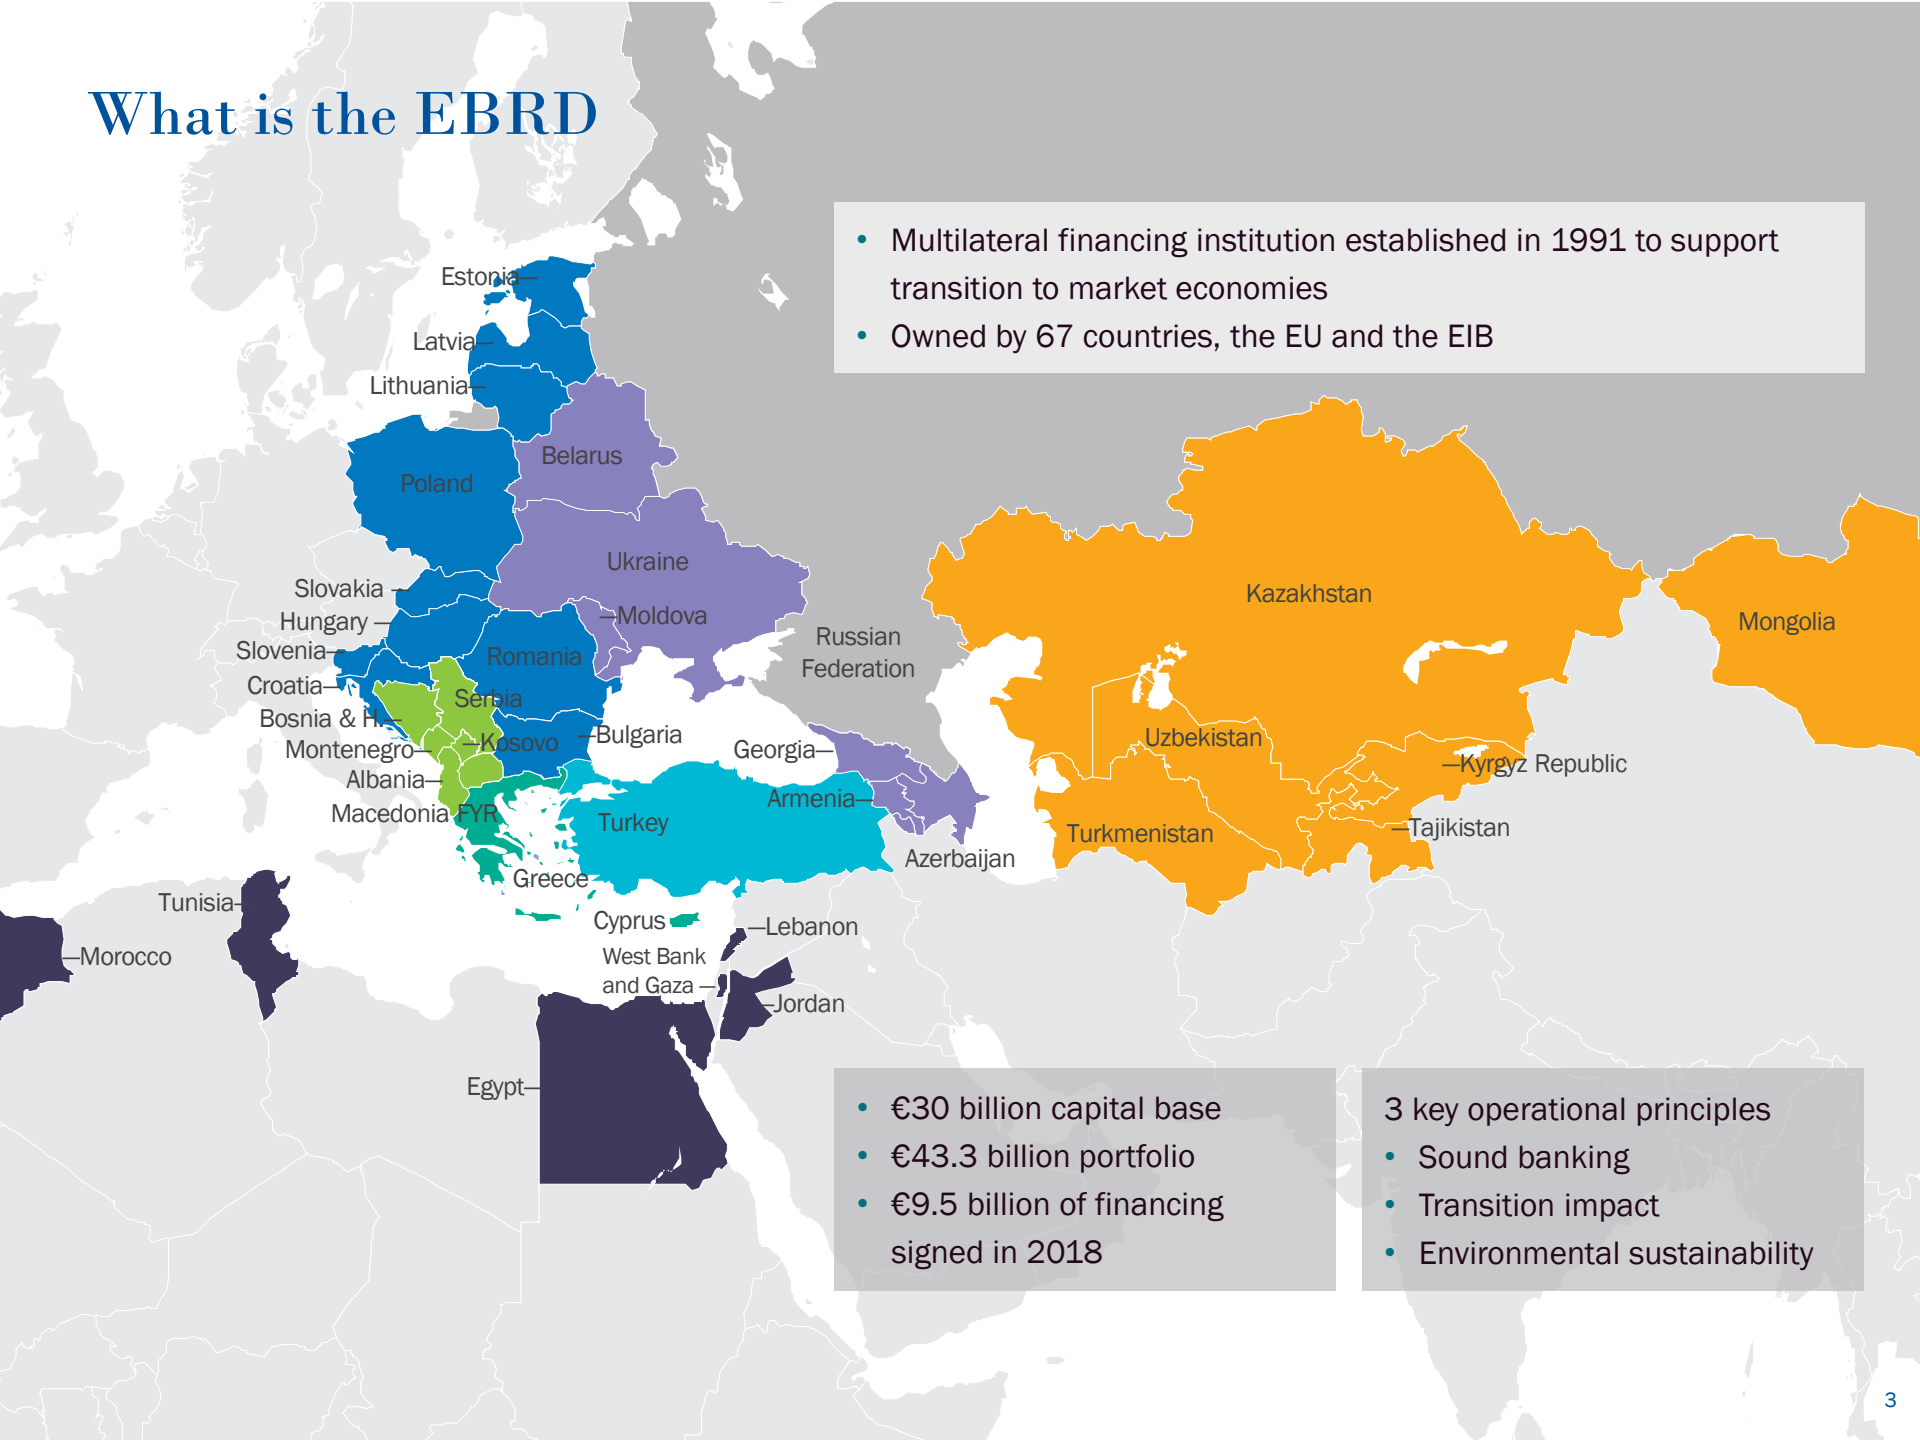 What is the EBRD
• Multilateral financing institution established in 1991 to support
transition to market economies
• Owned by 67 countries, the EU and the EIB
Estonia
Latvia
Lithuania
Belarus
Poland
Ukraine
Slovakia
Kazakhstan
Moldova
Hungary
Mongolia
Russian
Federation
Slovenia
Romania
Croatia
Serbia
Bosnia & H.
Kosovo
Bulgaria
Uzbekistan
Montenegro
Georgia
Kyrgyz Republic
Albania
Armenia
Macedonia FYR
Turkey
Turkmenistan
Tajikistan
Azerbaijan
Greece
Tunisia
Cyprus
Lebanon
Morocco
West Bank
and Gaza
Jordan
Egypt
• €30 billion capital base
• €43.3 billion portfolio
• €9.5 billion of financing
signed in 2018
3 key operational principles
• Sound banking
• Transition impact
• Environmental sustainability
3